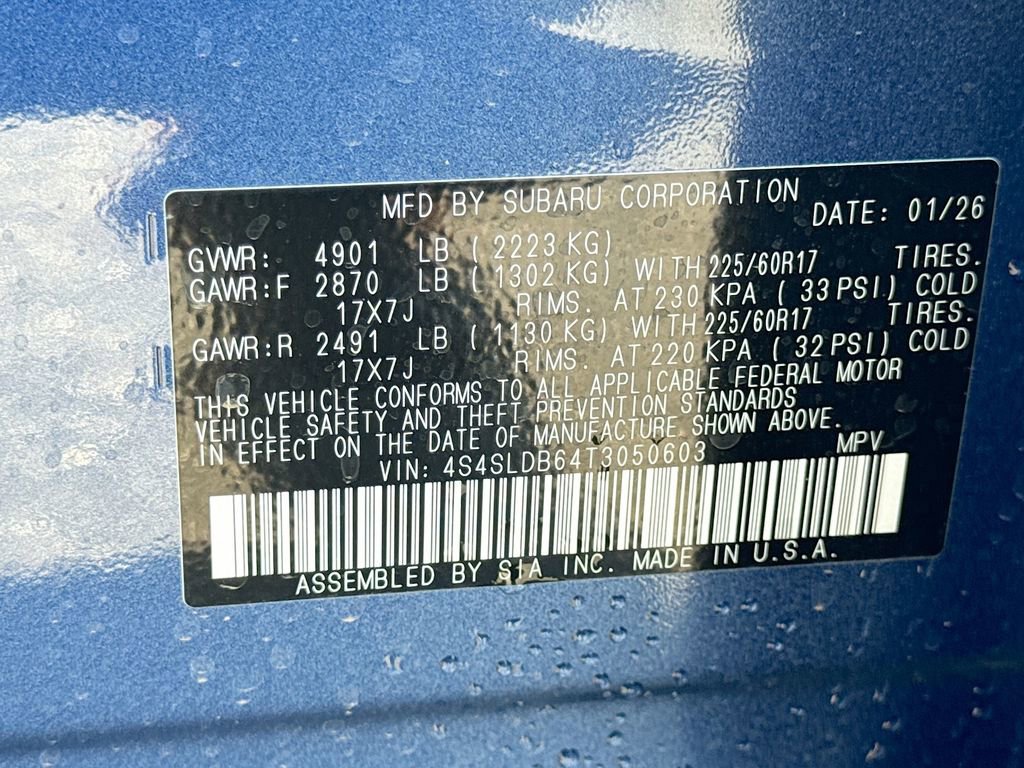 MFD BY SUBARU CORPORATION DATE: 01/26
GVWR: 4901 LB ( 2223 KG)
GAWR:F 2870 LB ( 1302 KG) WITH 225/60R17 TIRES.
17X7J RIMS. AT 230 KPA ( 33 PSI) COLD
GAWR:R 2491 LB ( 1130 KG) WITH 225/60R17 TIRES.
17X7J RIMS. AT 220 KPA ( 32 PSI) COLD
THIS VEHICLE CONFORMS TO ALL APPLICABLE FEDERAL MOTOR
VEHICLE SAFETY AND THEFT PREVENTION STANDARDS
IN EFFECT ON THE DATE OF MANUFACTURE SHOWN ABOVE.
VIN: 4S4SLDB64T3050603 MPV
ASSEMBLED BY SIA INC. MADE IN U.S.A.